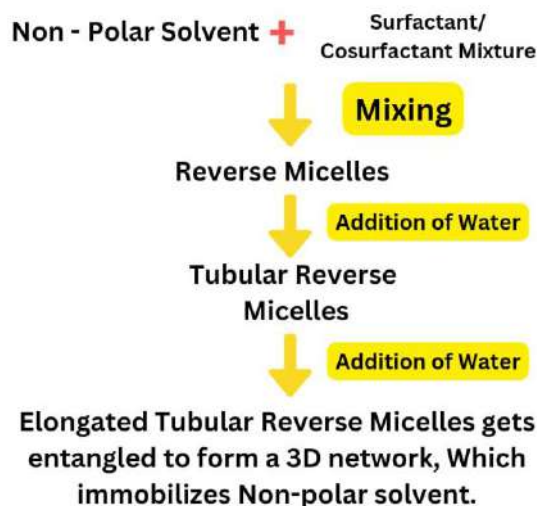 Non - Polar Solvent +
Surfactant/
Cosurfactant Mixture
Mixing
Reverse Micelles
Addition of Water
Tubular Reverse
Micelles
Addition of Water
Elongated Tubular Reverse Micelles gets
entangled to form a 3D network, Which
immobilizes Non-polar solvent.